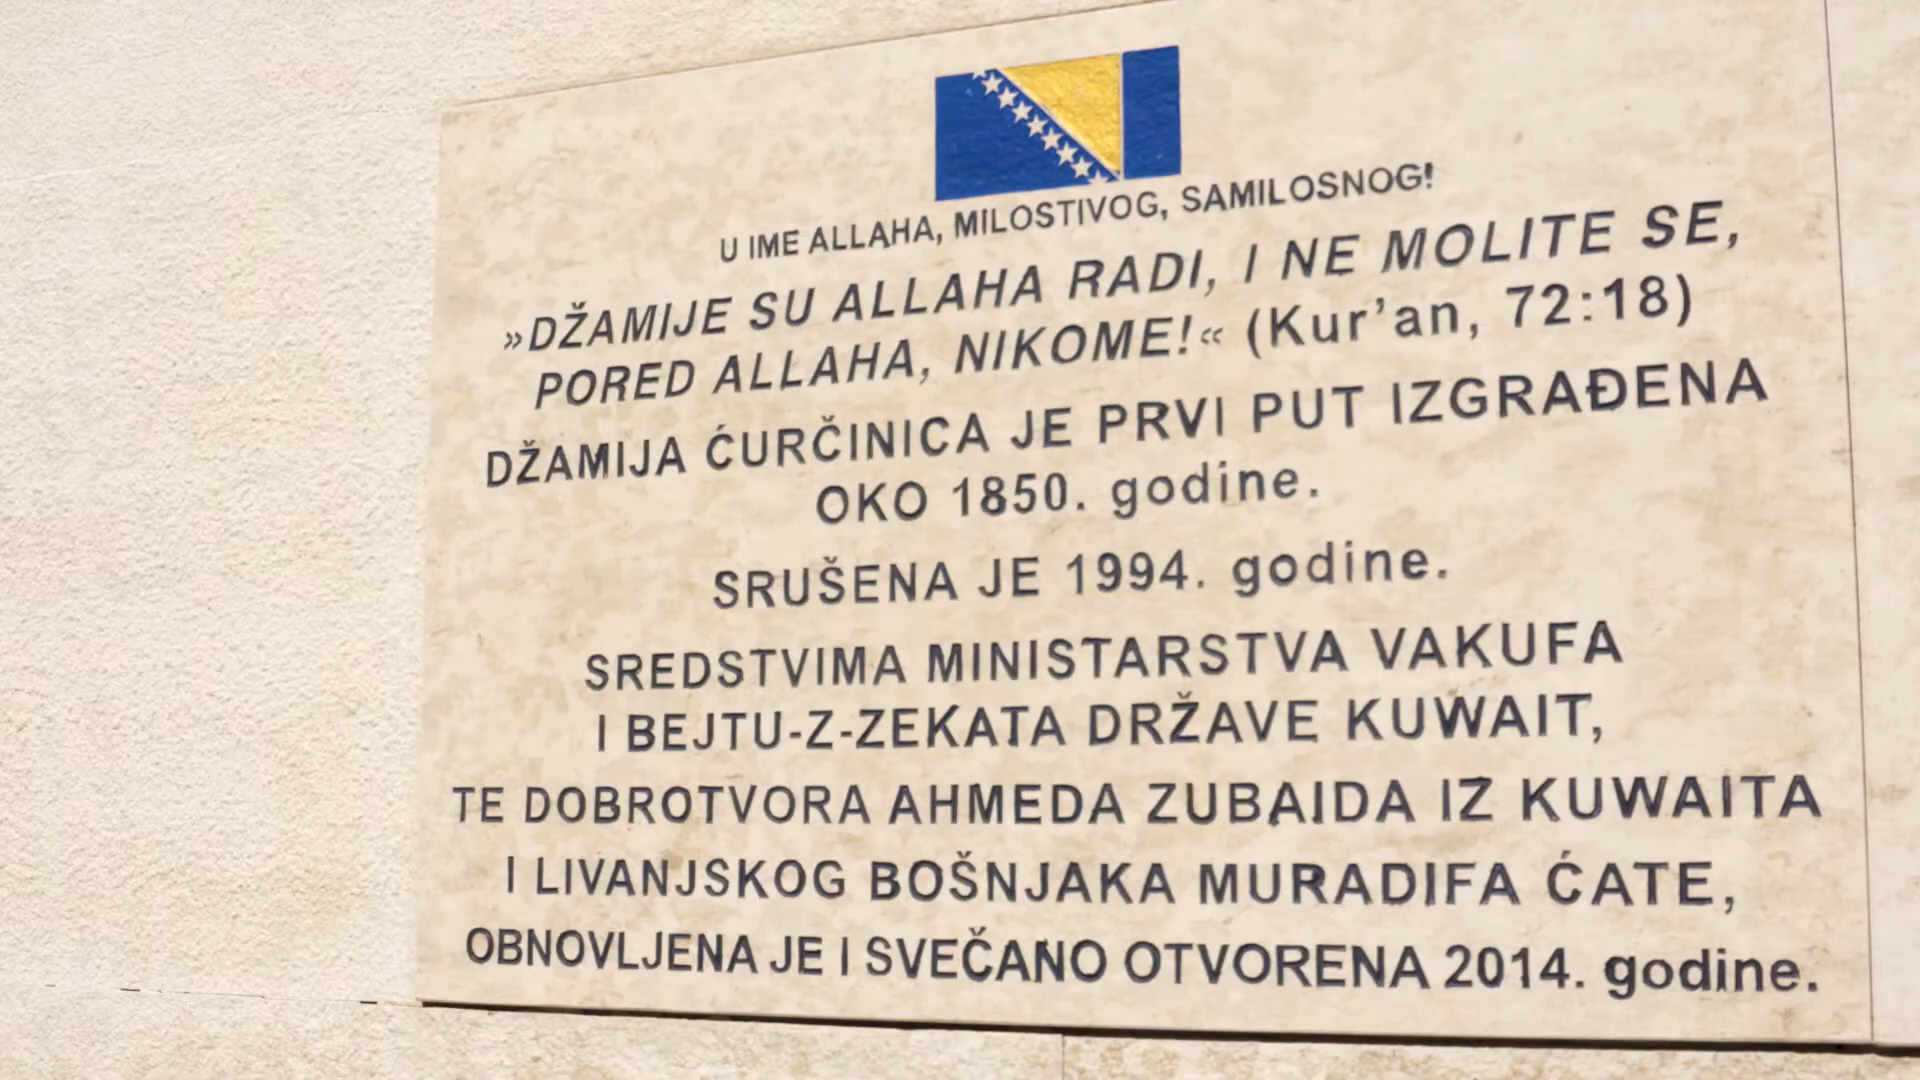 U IME ALLAHA, MILOSTIVOG, SAMILOSNOG!
»DŽAMIJE SU ALLAHA RADI, I NE MOLITE SE,
PORED ALLAHA, NIKOME!« (Kur'an, 72:18)
DŽAMIJA ĆURČINICA JE PRVI PUT IZGRAĐENA
OKO 1850. godine.
SRUŠENA JE 1994. godine.
SREDSTVIMA MINISTARSTVA VAKUFA
I BEJTU-Z-ZEKATA DRŽAVE KUWAIT,
TE DOBROTVORA AHMEDA ZUBAIDA IZ KUWAITA
I LIVANJSKOG BOŠNJAKA MURADIFA ĆATE,
OBNOVLJENA JE I SVEČANO OTVORENA 2014. godine.